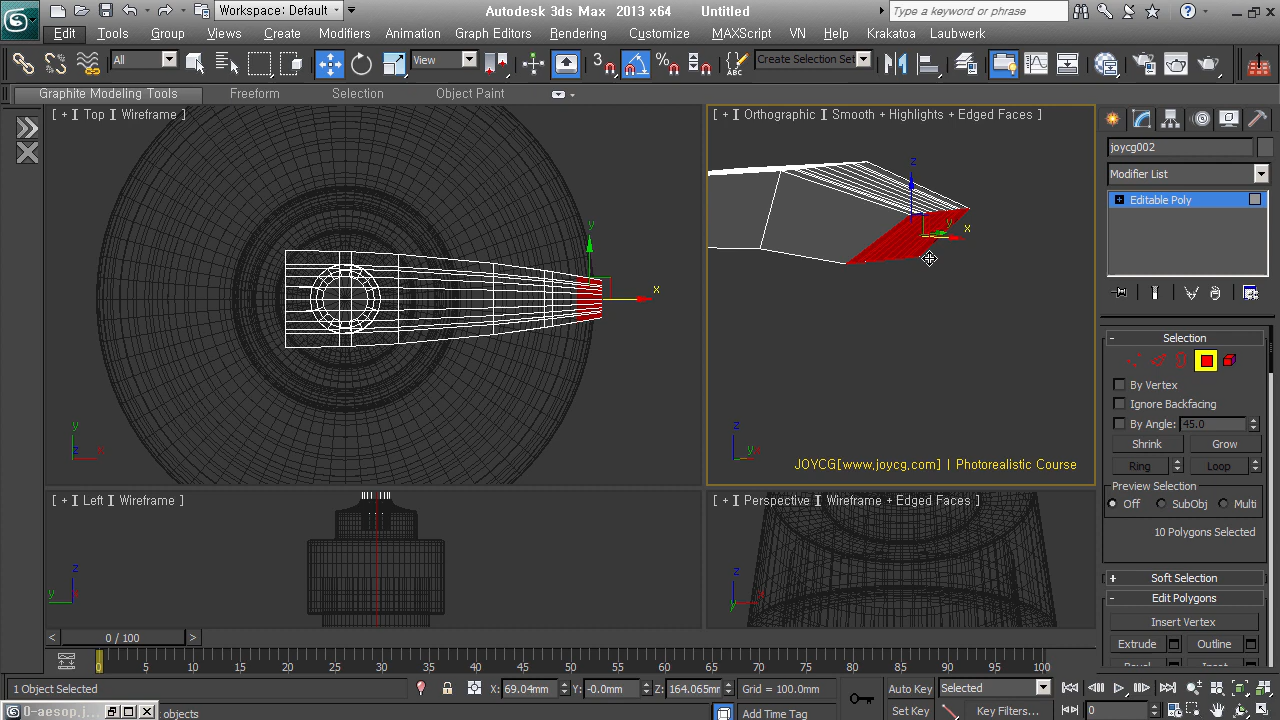 Workspace: Default
Autodesk 3ds Max 2013 x64 Untitled
Type a keyword or phrase
Edit Tools Group Views Create Modifiers Animation Graph Editors Rendering Customize MAXScript VN Help Krakatoa Laubwerk
All View 3 Create Selection Set
Graphite Modeling Tools Freeform Selection Object Paint
[ + ][ Top ][ Wireframe ]
[ + ][ Orthographic ][ Smooth + Highlights + Edged Faces ]
joycg002
Modifier List
Editable Poly
z
y
x
y
x
Selection
By Vertex
Ignore Backfacing
By Angle: 45.0
Shrink Grow
Ring Loop
Preview Selection
Off SubObj Multi
10 Polygons Selected
y
z x
z
y
JOYCG[www.joycg.com] | Photorealistic Course
[ + ][ Left ][ Wireframe ]
[ + ][ Perspective ][ Wireframe + Edged Faces ]
z
y x
z
y x
Soft Selection
Edit Polygons
Insert Vertex
Extrude Outline
Bevel Inset
< 0 / 100 >
0 5 10 15 20 25 30 35 40 45 50 55 60 65 70 75 80 85 90 95 100
1 Object Selected X: 69.04mm Y: -0.0mm Z: 164.065mm Grid = 100.0mm Auto Key Selected
0-aesop.j... objects Add Time Tag Set Key Key Filters... 0